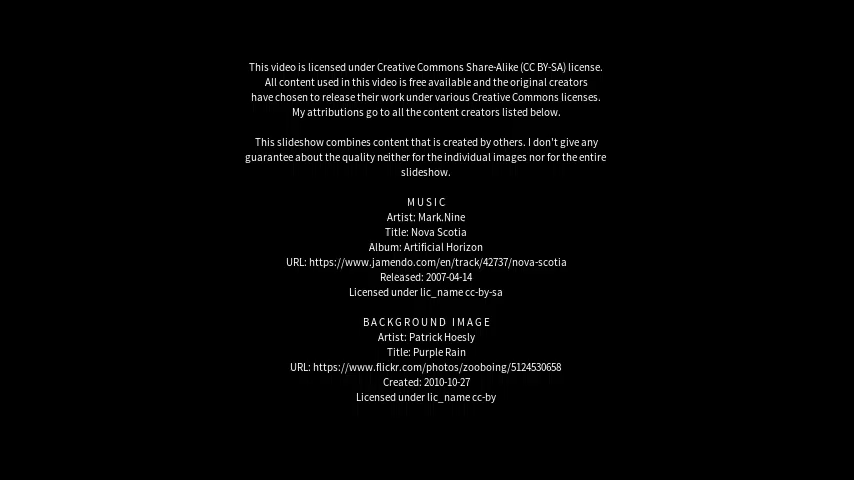 This video is licensed under Creative Commons Share-Alike (CC BY-SA) license.
All content used in this video is free available and the original creators
have chosen to release their work under various Creative Commons licenses.
My attributions go to all the content creators listed below.
This slideshow combines content that is created by others. I don't give any
guarantee about the quality neither for the individual images nor for the entire
slideshow.
MUSIC
Artist: Mark.Nine
Title: Nova Scotia
Album: Artificial Horizon
URL: https://www.jamendo.com/en/track/42737/nova-scotia
Released: 2007-04-14
Licensed under lic_name cc-by-sa
BACKGROUND IMAGE
Artist: Patrick Hoesly
Title: Purple Rain
URL: https://www.flickr.com/photos/zooboing/5124530658
Created: 2010-10-27
Licensed under lic_name cc-by